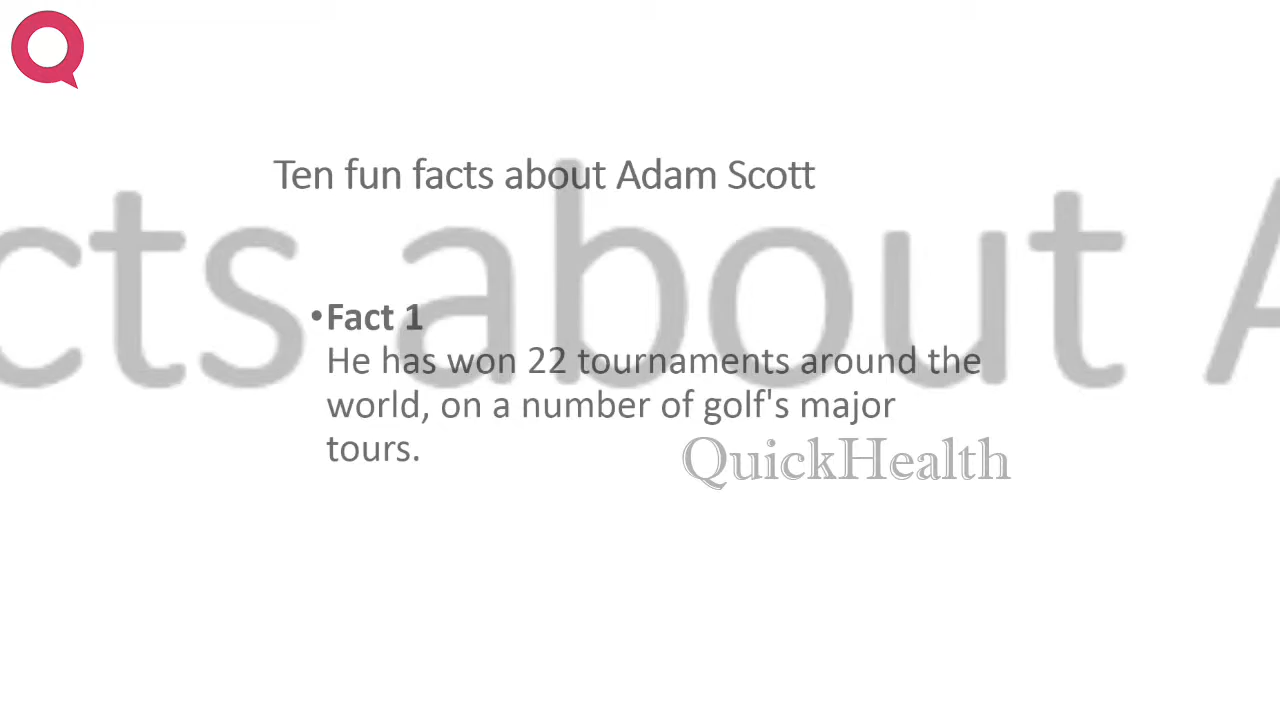 Ten fun facts about Adam Scott
cts about A
•Fact 1
He has won 22 tournaments around the
world, on a number of golf's major
tours.
QuickHealth